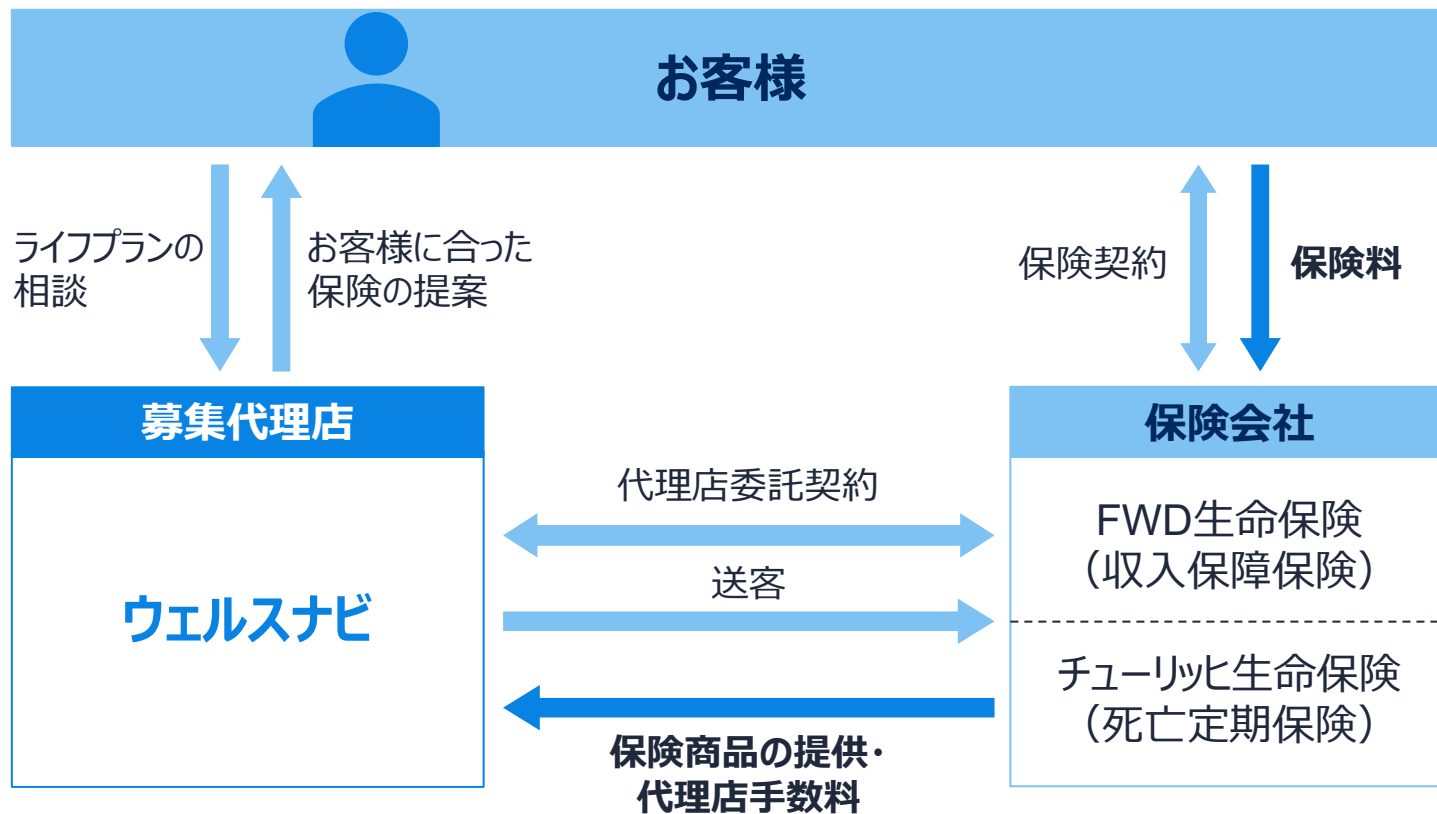 お客様
ライフプランの
相談
お客様に合った
保険の提案
保険契約
保険料
募集代理店
ウェルスナビ
代理店委託契約
送客
保険商品の提供・
代理店手数料
保険会社
FWD生命保険
（収入保障保険）
チューリッヒ生命保険
（死亡定期保険）